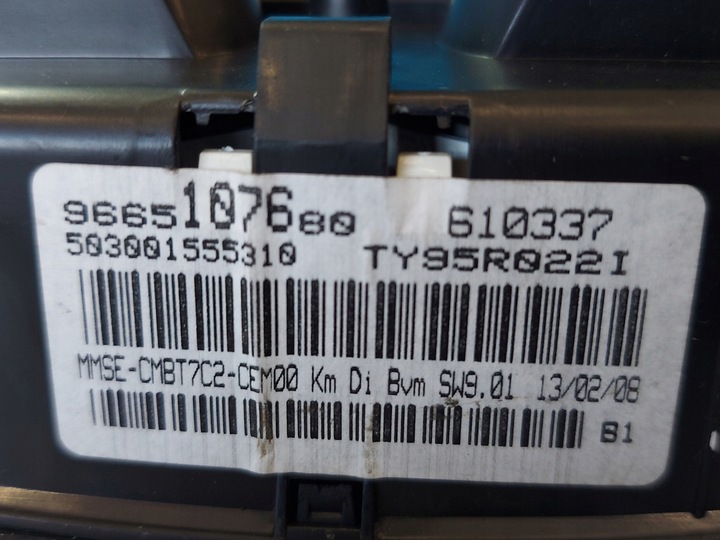 9665107680 610337
503001555310 TY95R022I
MMSE-CMBT7C2-CEM00 Km Di Bvm SW9.01 13/02/08
B1